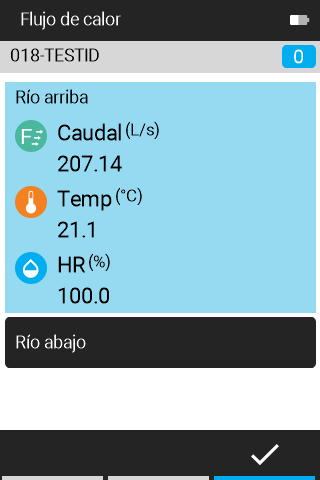 Flujo de calor
018-TESTID 0
Río arriba
F
Caudal (L/s)
207.14
Temp (°C)
21.1
HR (%)
100.0
Río abajo